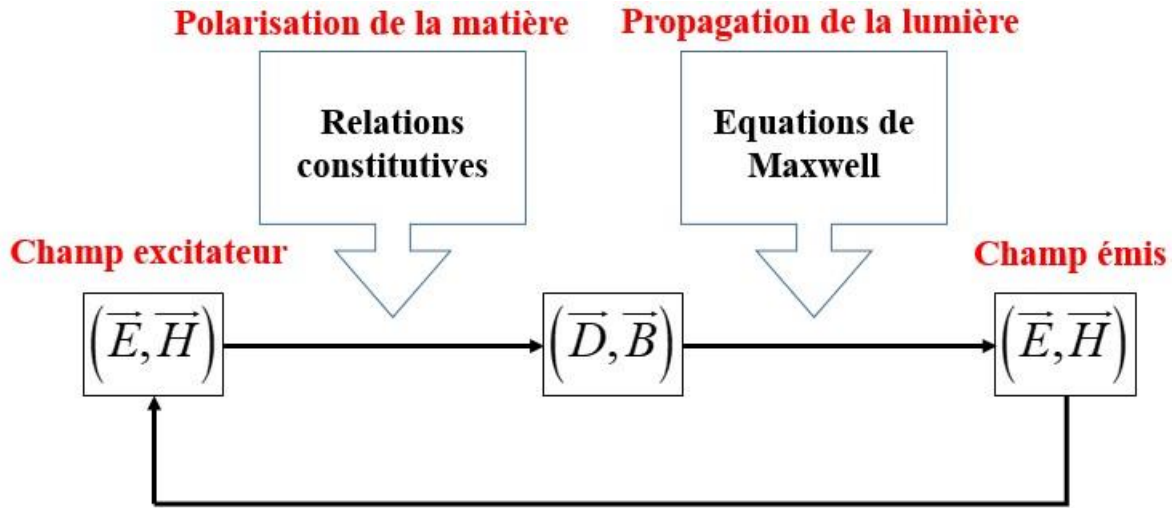 Polarisation de la matière
Propagation de la lumière
Relations
constitutives
Equations de
Maxwell
Champ excitateur
Champ émis
(E⃗,H⃗)
(D⃗,B⃗)
(E⃗,H⃗)